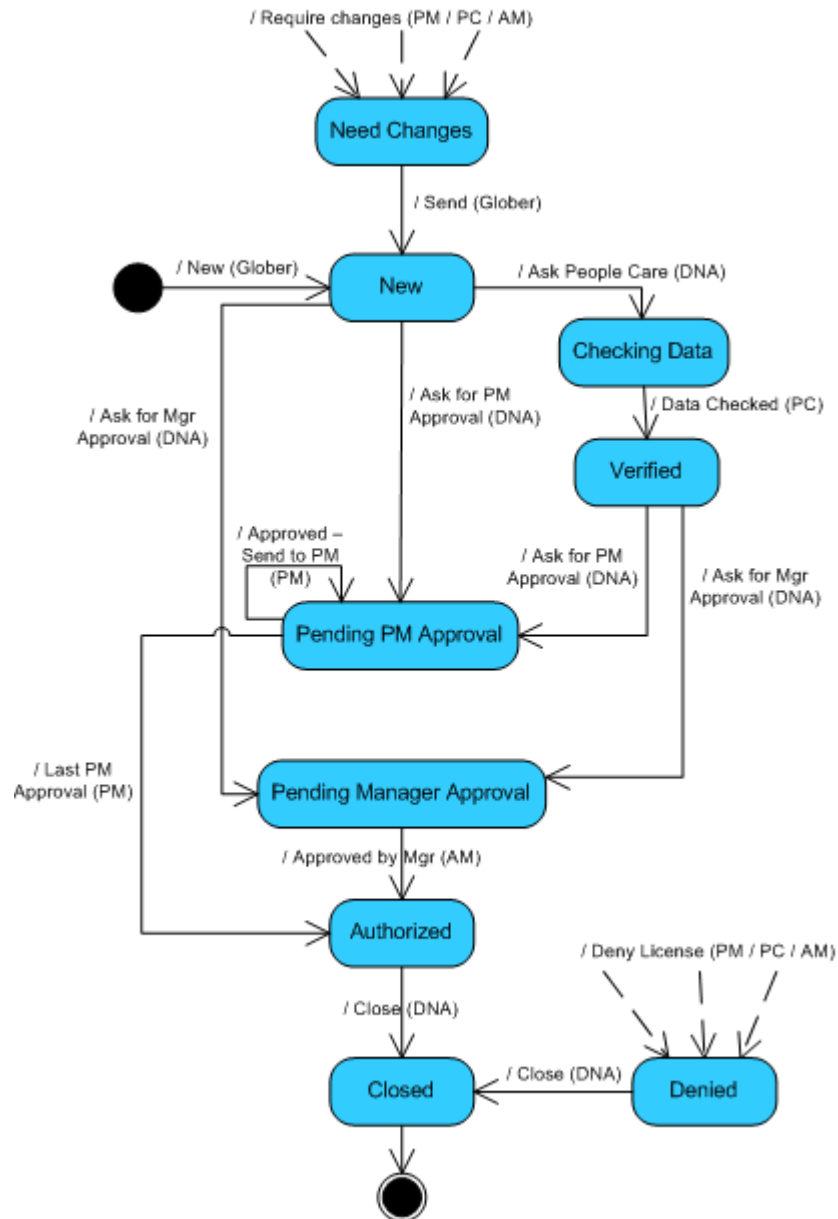 / Require changes (PM / PC / AM)
Need Changes
/ Send (Glober)
/ New (Glober)
New
/ Ask People Care (DNA)
Checking Data
/ Ask for Mgr
Approval (DNA)
/ Ask for PM
Approval (DNA)
/ Data Checked (PC)
Verified
/ Approved –
Send to PM
(PM)
/ Ask for PM
Approval (DNA)
/ Ask for Mgr
Approval (DNA)
Pending PM Approval
/ Last PM
Approval (PM)
Pending Manager Approval
/ Approved by Mgr (AM)
Authorized
/ Deny License (PM / PC / AM)
/ Close (DNA)
Closed
/ Close (DNA)
Denied